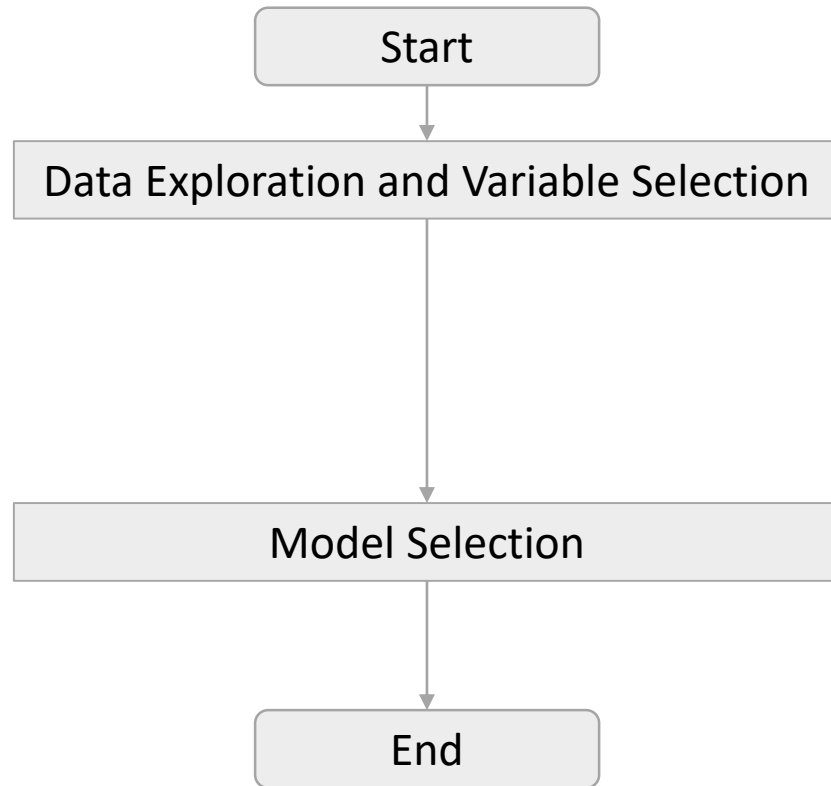 Start
Data Exploration and Variable Selection
Model Selection
End